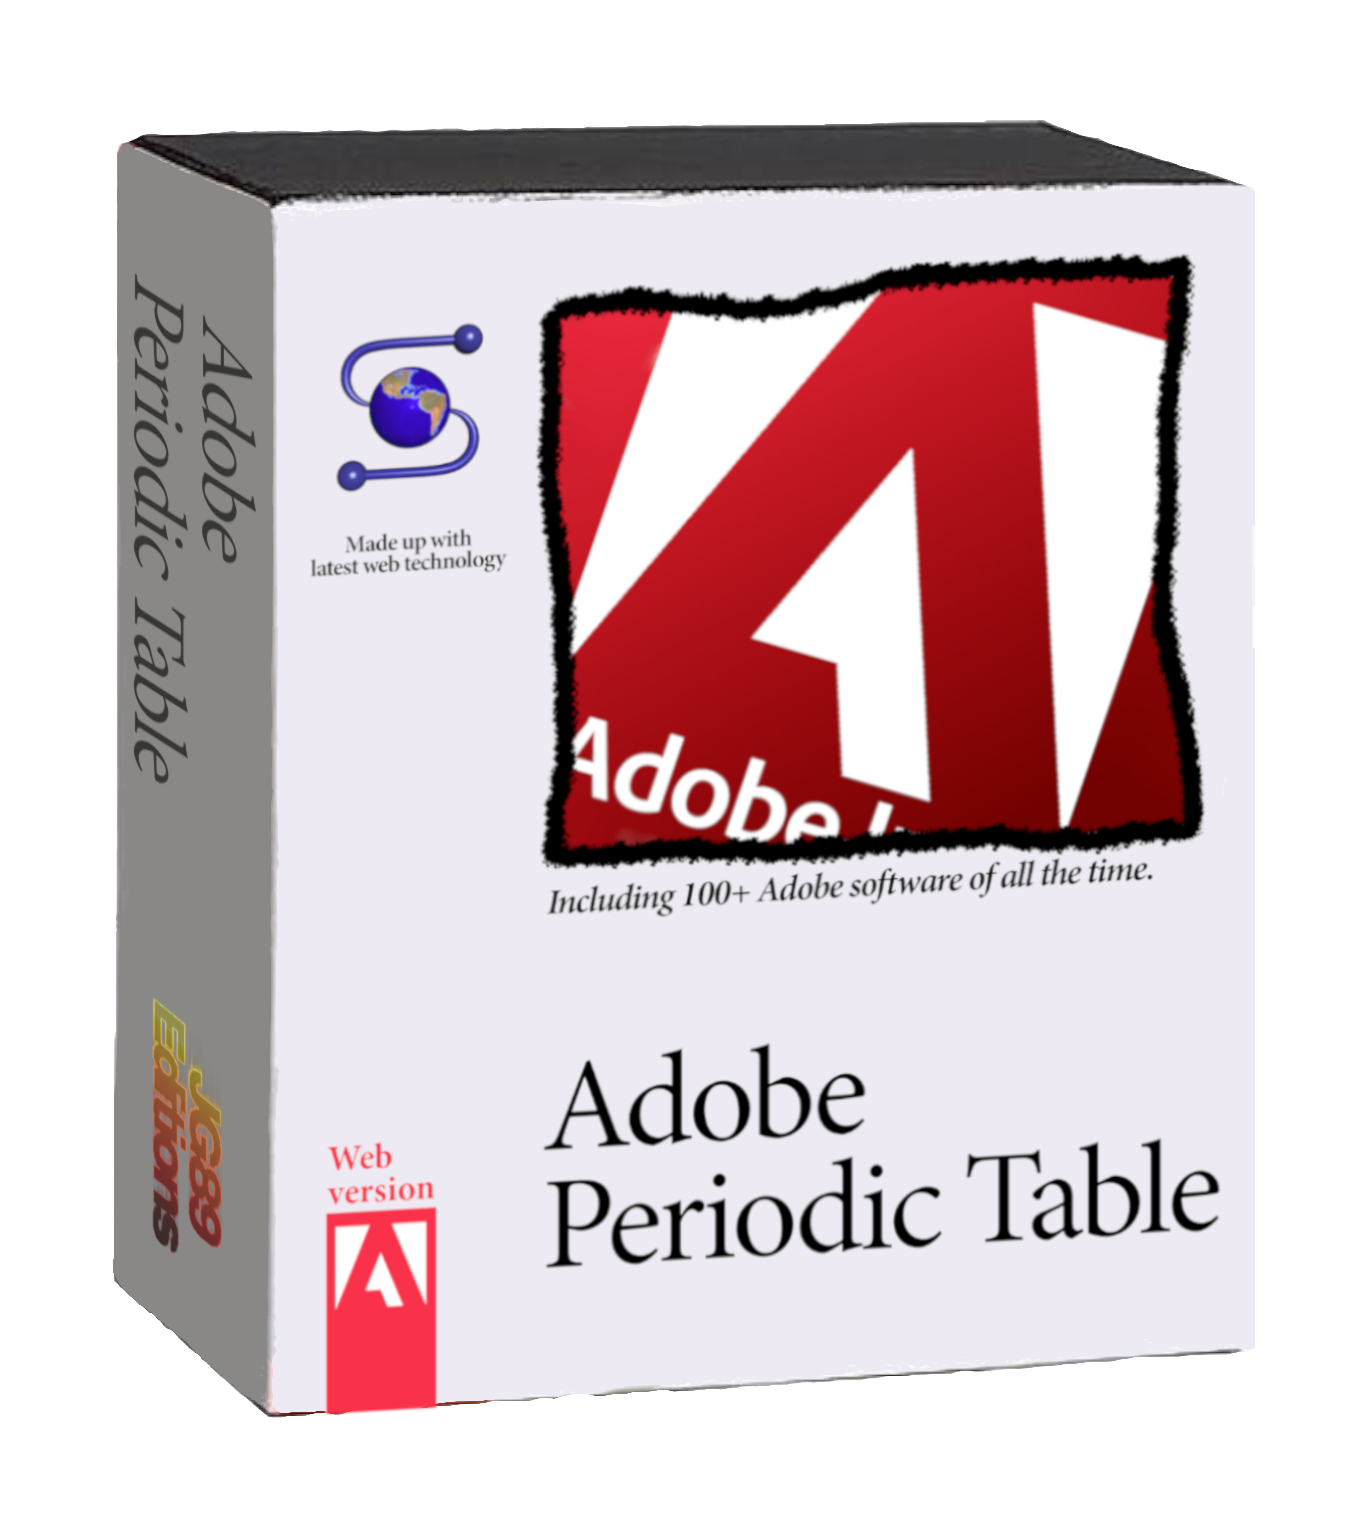 Adobe
Periodic Table
JG89
Editions
Made up with
latest web technology
Adobe
Including 100+ Adobe software of all the time.
Adobe
Periodic Table
Web
version